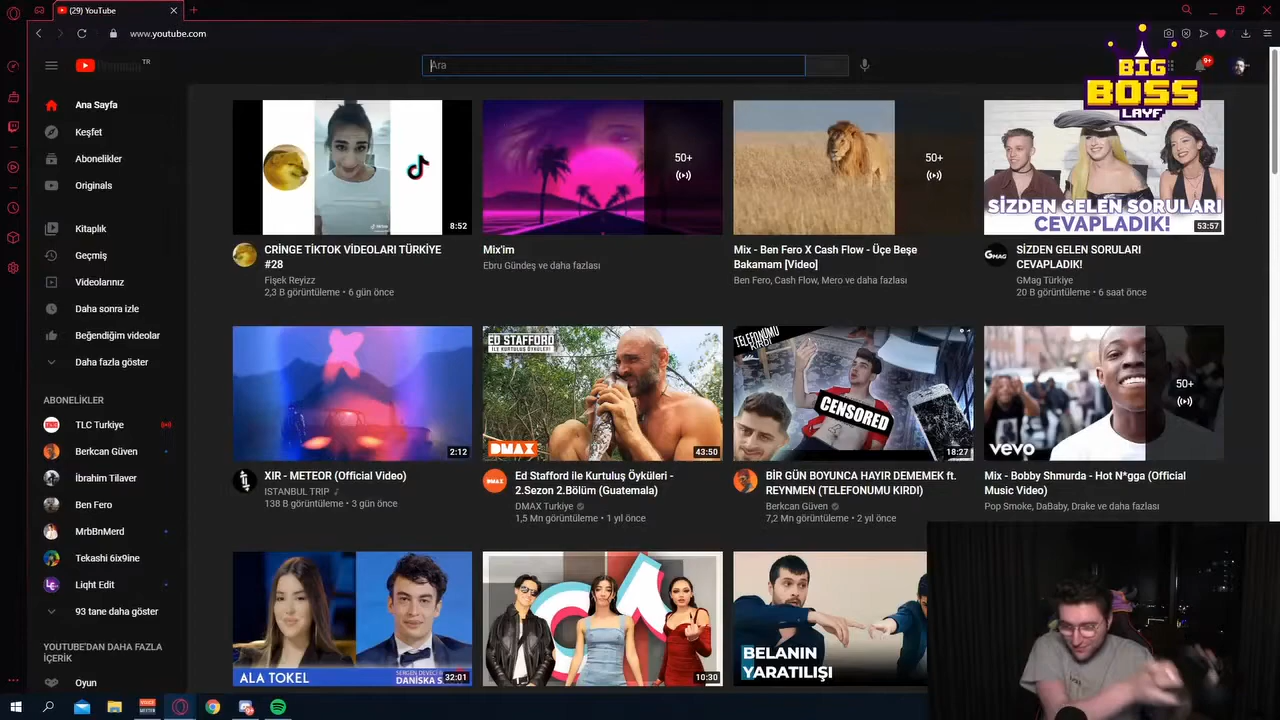 (29) YouTube
www.youtube.com
TR
Ara
9+
BIG
BOSS
LAYF
Ana Sayfa
Keşfet
Abonelikler
Originals
Kitaplık
Geçmiş
Videolarınız
Daha sonra izle
Beğendiğim videolar
Daha fazla göster
ABONELİKLER
TLC Turkiye
Berkcan Güven
İbrahim Tilaver
Ben Fero
MrbBnMerd
Tekashi 6ix9ine
Liqht Edit
93 tane daha göster
YOUTUBE'DAN DAHA FAZLA
İÇERİK
Oyun
8:52
CRİNGE TİKTOK VİDEOLARI TÜRKİYE
#28
Fişek Reyizz
2,3 B görüntüleme • 6 gün önce
50+
Mix'im
Ebru Gündeş ve daha fazlası
50+
Mix - Ben Fero X Cash Flow - Üçe Beşe
Bakamam [Video]
Ben Fero, Cash Flow, Mero ve daha fazlası
SİZDEN GELEN SORULARI
CEVAPLADIK!
53:57
GMAG
SİZDEN GELEN SORULARI
CEVAPLADIK!
GMag Türkiye
20 B görüntüleme • 6 saat önce
2:12
XIR - METEOR (Official Video)
ISTANBUL TRIP
138 B görüntüleme • 3 gün önce
ED STAFFORD
İLE KURTULUŞ ÖYKÜLERİ
DMAX
43:50
DMAX
Ed Stafford ile Kurtuluş Öyküleri -
2.Sezon 2.Bölüm (Guatemala)
DMAX Turkiye
1,5 Mn görüntüleme • 1 yıl önce
TELEFONUMU
KIRDI
CENSORED
18:27
BİR GÜN BOYUNCA HAYIR DEMEMEK ft.
REYNMEN (TELEFONUMU KIRDI)
Berkcan Güven
7,2 Mn görüntüleme • 2 yıl önce
50+
vevo
Mix - Bobby Shmurda - Hot N*gga (Official
Music Video)
Pop Smoke, DaBaby, Drake ve daha fazlası
ALA TOKEL
32:01
10:30
BELANIN
YARATILIŞI